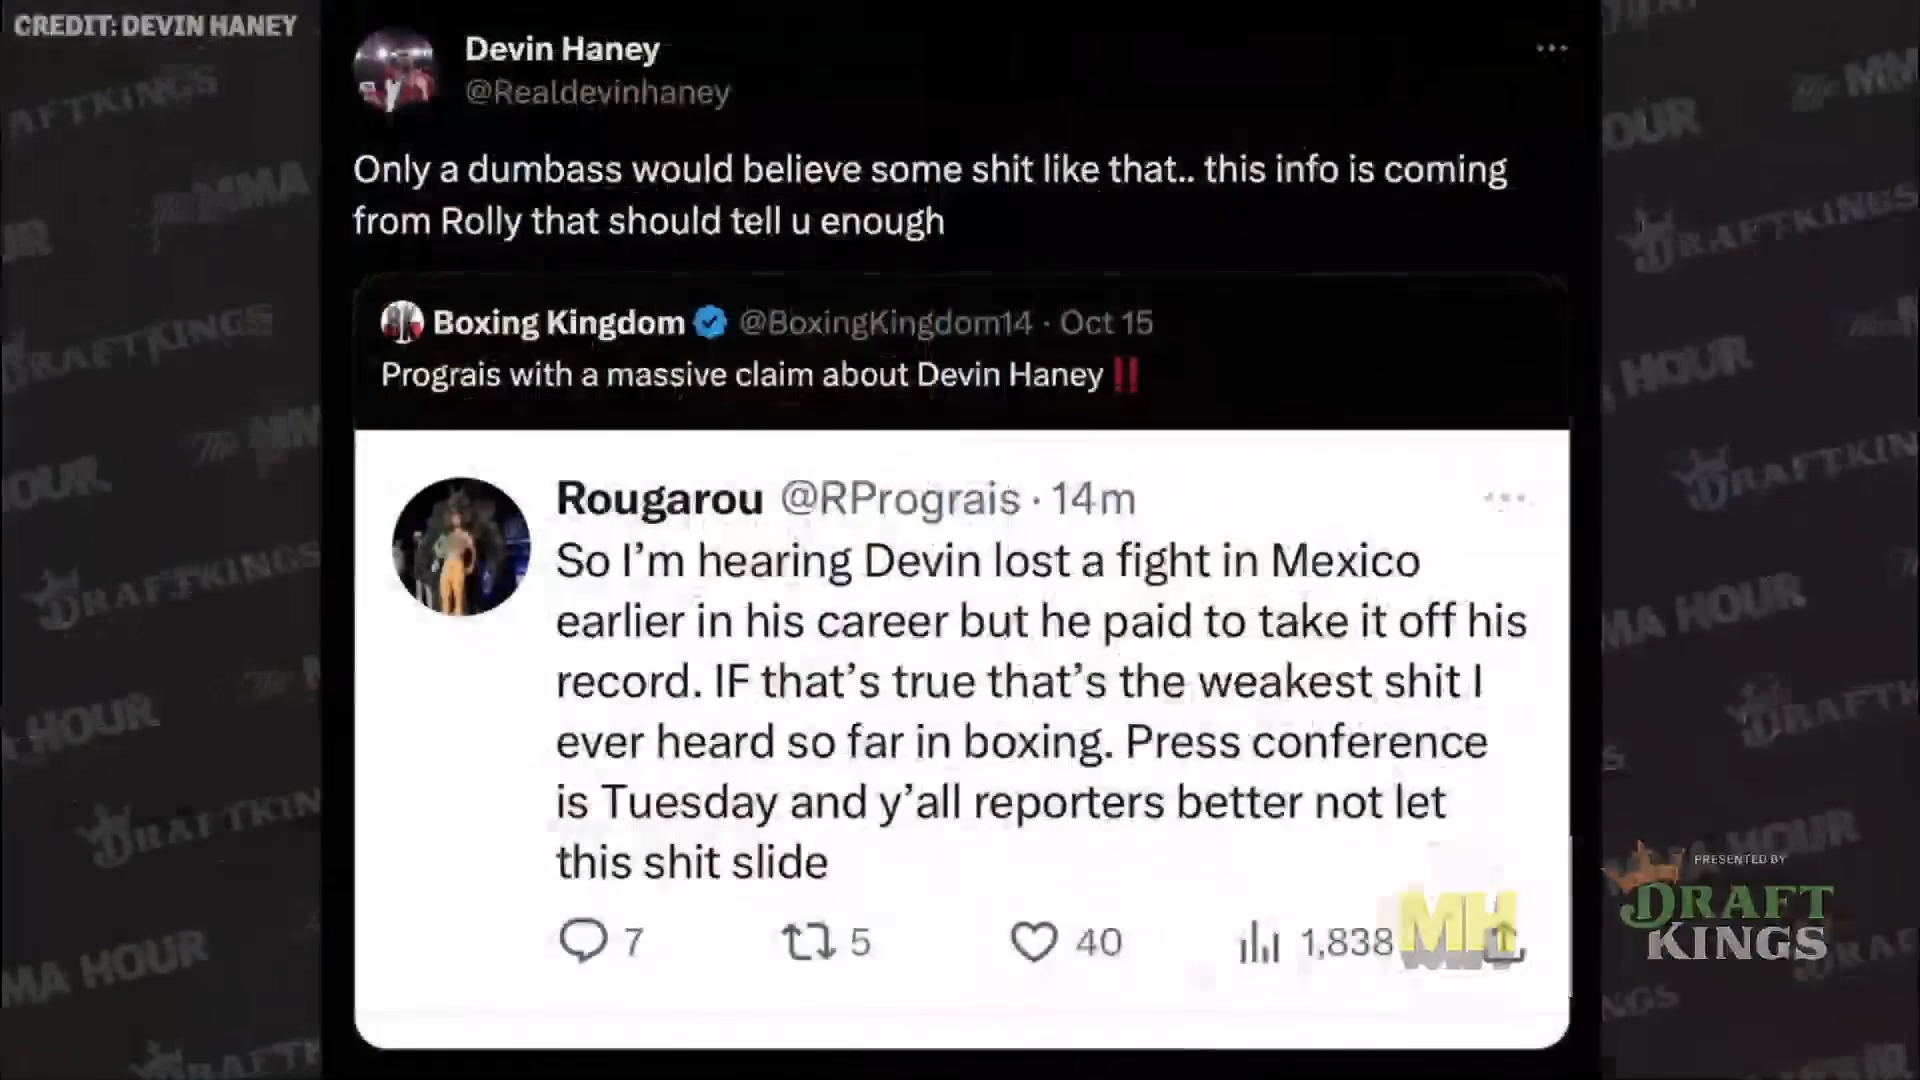 CREDIT: DEVIN HANEY
Devin Haney
@Realdevinhaney
Only a dumbass would believe some shit like that.. this info is coming
from Rolly that should tell u enough
Boxing Kingdom @BoxingKingdom14 · Oct 15
Prograis with a massive claim about Devin Haney‼
Rougarou @RPrograis · 14m
So I’m hearing Devin lost a fight in Mexico
earlier in his career but he paid to take it off his
record. IF that’s true that’s the weakest shit I
ever heard so far in boxing. Press conference
is Tuesday and y’all reporters better not let
this shit slide
7 5 40 1,838
MH
PRESENTED BY
DRAFT
KINGS